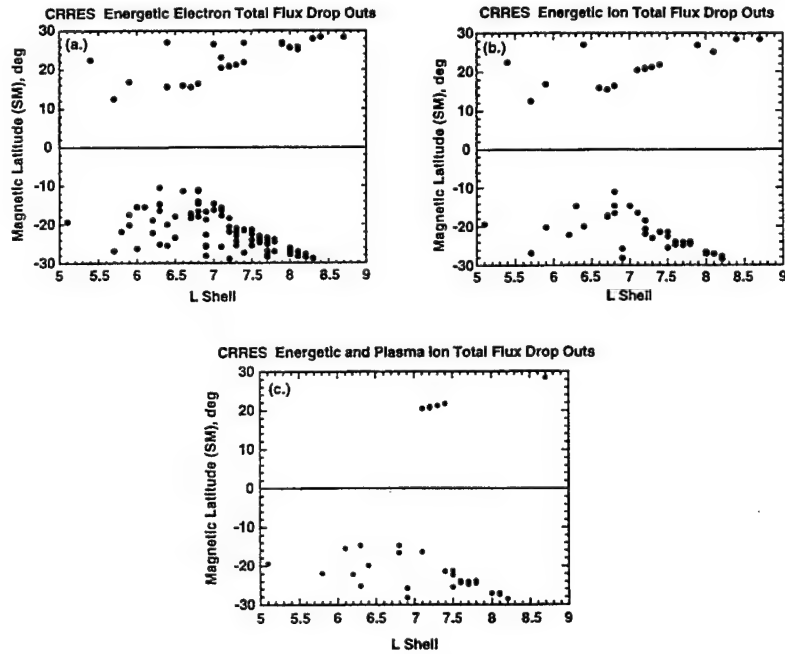 CRRES Energetic Electron Total Flux Drop Outs
(a.)
Magnetic Latitude (SM), deg
30
20
10
0
-10
-20
-30
5 5.5 6 6.5 7 7.5 8 8.5 9
L Shell
CRRES Energetic Ion Total Flux Drop Outs
(b.)
Magnetic Latitude (SM), deg
30
20
10
0
-10
-20
-30
5 5.5 6 6.5 7 7.5 8 8.5 9
L Shell
CRRES Energetic and Plasma Ion Total Flux Drop Outs
(c.)
Magnetic Latitude (SM), deg
30
20
10
0
-10
-20
-30
5 5.5 6 6.5 7 7.5 8 8.5 9
L Shell